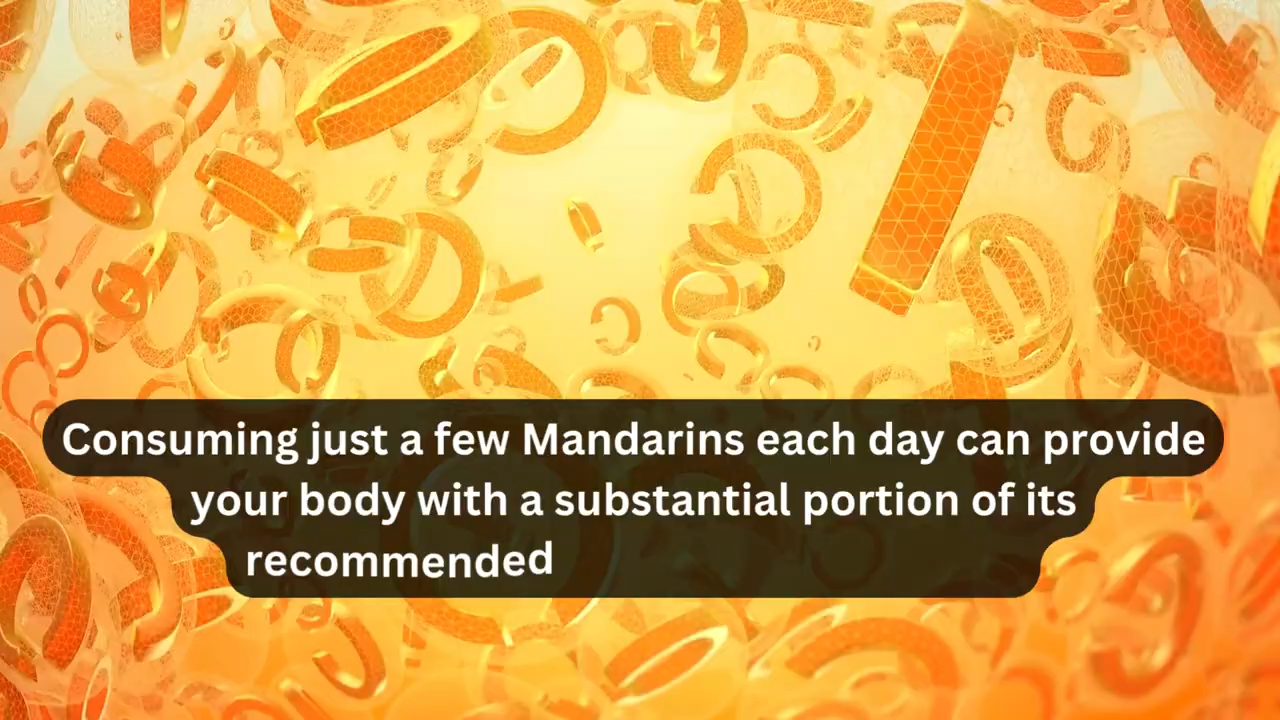 Consuming just a few Mandarins each day can provide
your body with a substantial portion of its
recommended